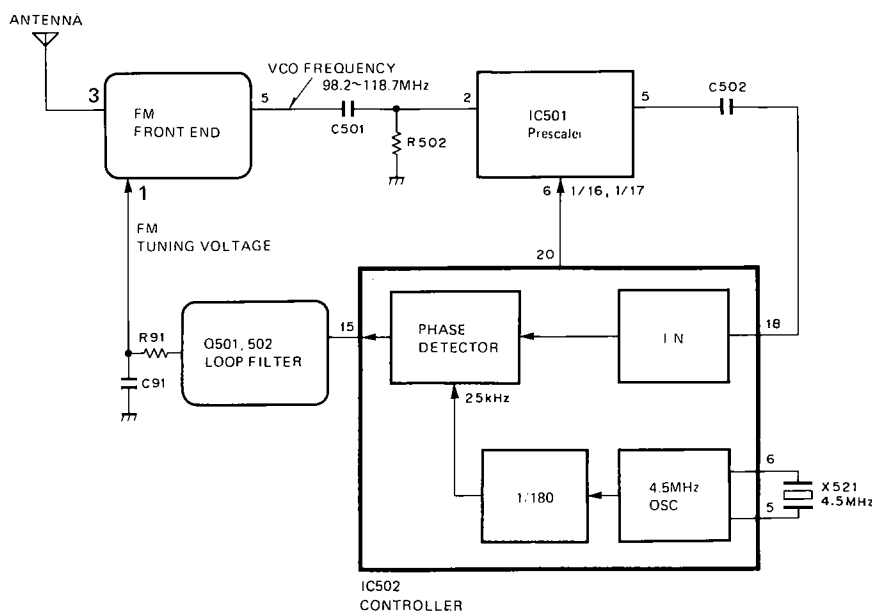 ANTENNA
VCO FREQUENCY
98.2~118.7MHz
3
FM
FRONT END
5
C501
R502
2
IC501
Prescaler
5
C502
6
1/16, 1/17
1
FM
TUNING VOLTAGE
20
R91
C91
Q501, 502
LOOP FILTER
15
PHASE
DETECTOR
25kHz
IN
18
1/180
4.5MHz
OSC
6
5
X521
4.5MHz
IC502
CONTROLLER